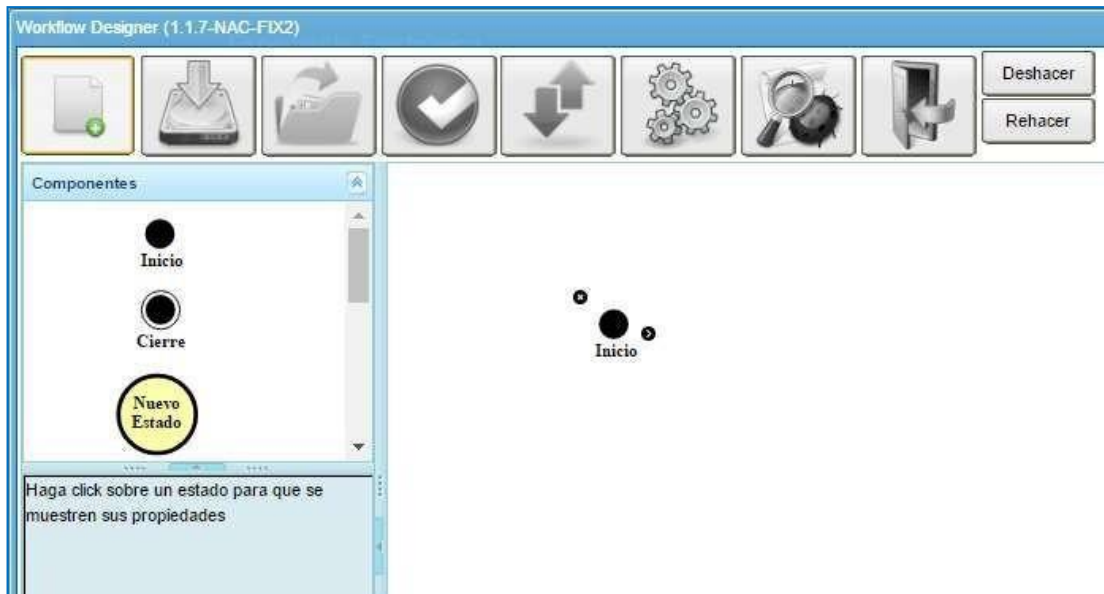 Workflow Designer (1.1.7-NAC-FIX2)
Deshacer
Rehacer
Componentes
Inicio
Cierre
Nuevo
Estado
Haga click sobre un estado para que se
muestren sus propiedades
Inicio